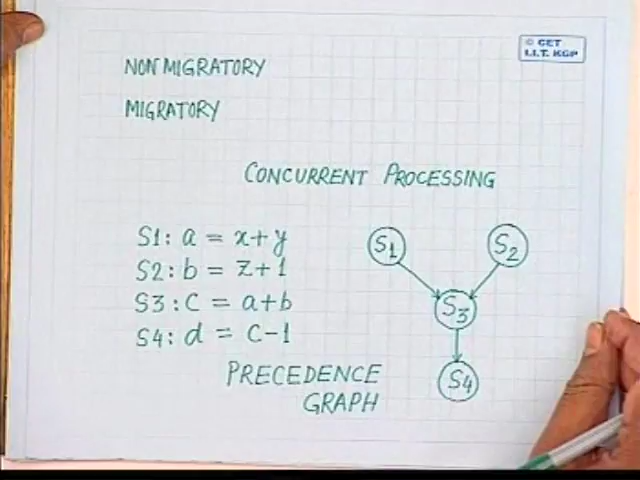 © CET
I.I.T. KGP
NON MIGRATORY
MIGRATORY
CONCURRENT PROCESSING
S1: a = x+y
S2: b = z+1
S3: c = a+b
S4: d = c-1
S1
S2
S3
S4
PRECEDENCE
GRAPH